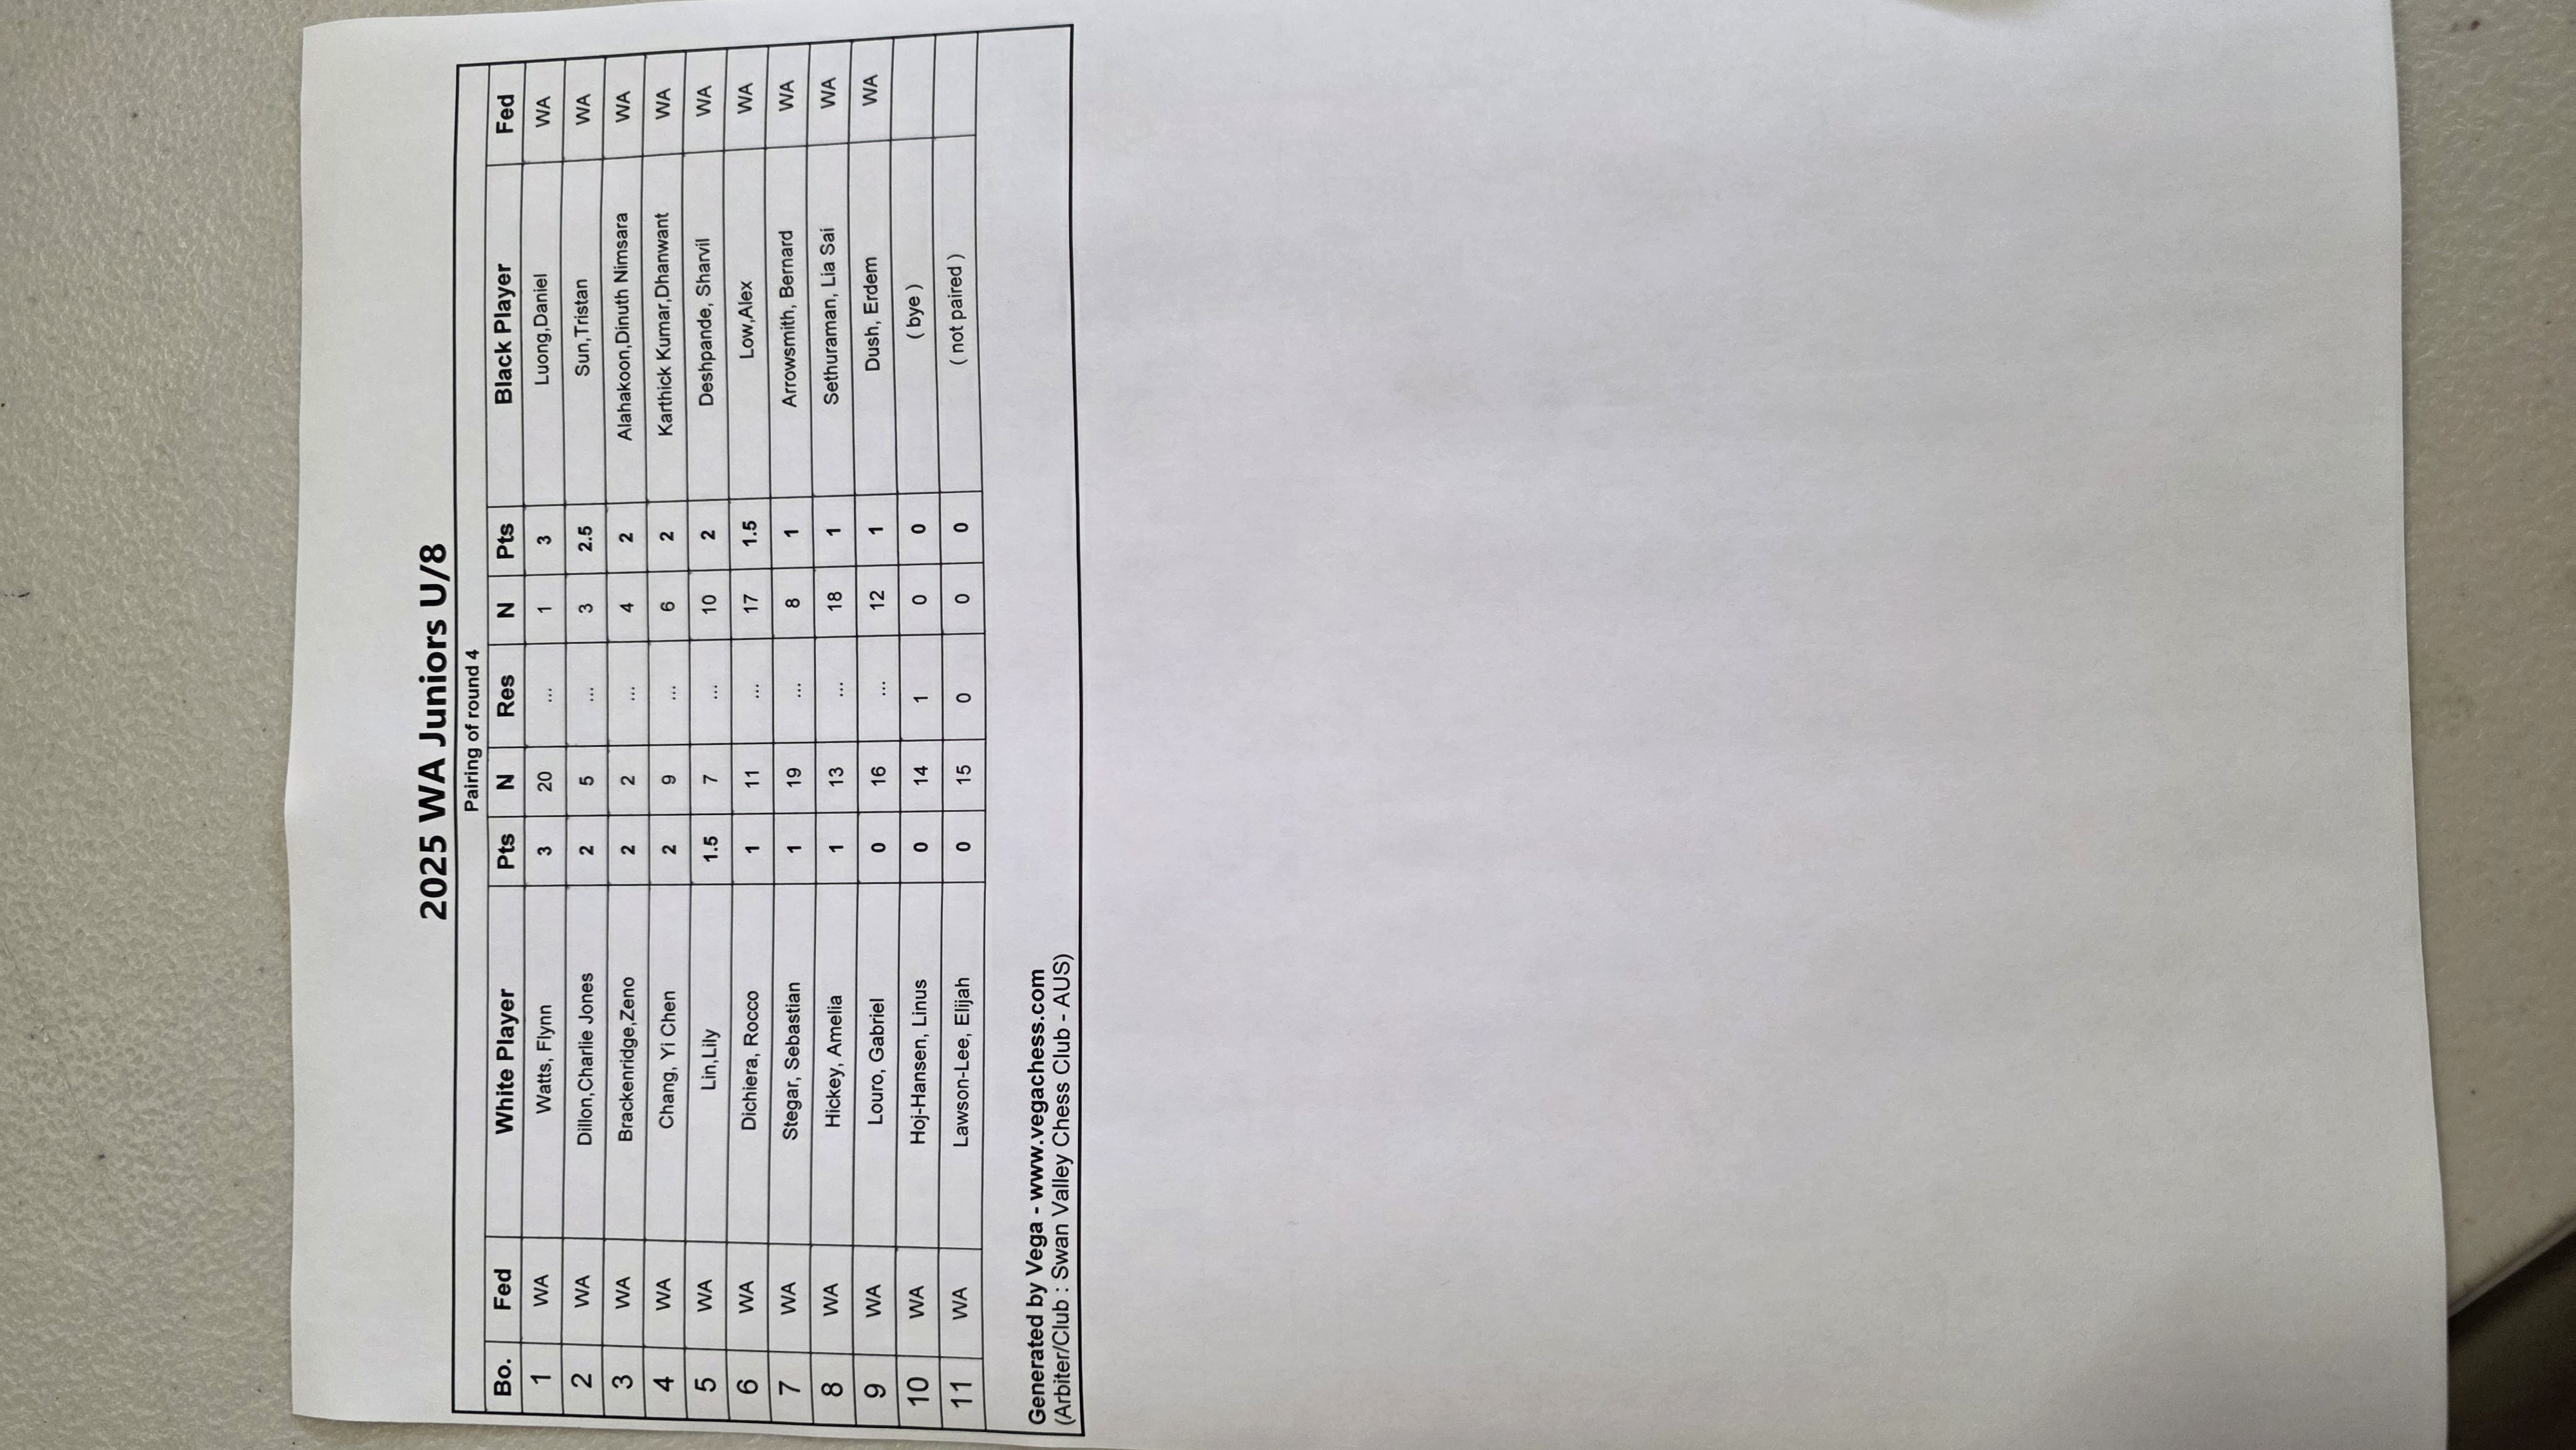 2025 WA Juniors U/8
Pairing of round 4
Bo. Fed White Player Pts N Res N Pts Black Player Fed
1 WA Watts, Flynn 3 20 ... 1 3 Luong,Daniel WA
2 WA Dillon,Charlie Jones 2 5 ... 3 2.5 Sun,Tristan WA
3 WA Brackenridge,Zeno 2 2 ... 4 2 Alahakoon,Dinuth Nimsara WA
4 WA Chang, Yi Chen 2 9 ... 6 2 Karthick Kumar,Dhanwant WA
5 WA Lin,Lily 1.5 7 ... 10 2 Deshpande, Sharvil WA
6 WA Dichiera, Rocco 1 11 ... 17 1.5 Low,Alex WA
7 WA Stegar, Sebastian 1 19 ... 8 1 Arrowsmith, Bernard WA
8 WA Hickey, Amelia 1 13 ... 18 1 Sethuraman, Lia Sai WA
9 WA Louro, Gabriel 0 16 ... 12 1 Dush, Erdem WA
10 WA Hoj-Hansen, Linus 0 14 1 0 0 ( bye )
11 WA Lawson-Lee, Elijah 0 15 0 0 0 ( not paired )
Generated by Vega - www.vegachess.com
(Arbiter/Club : Swan Valley Chess Club - AUS)